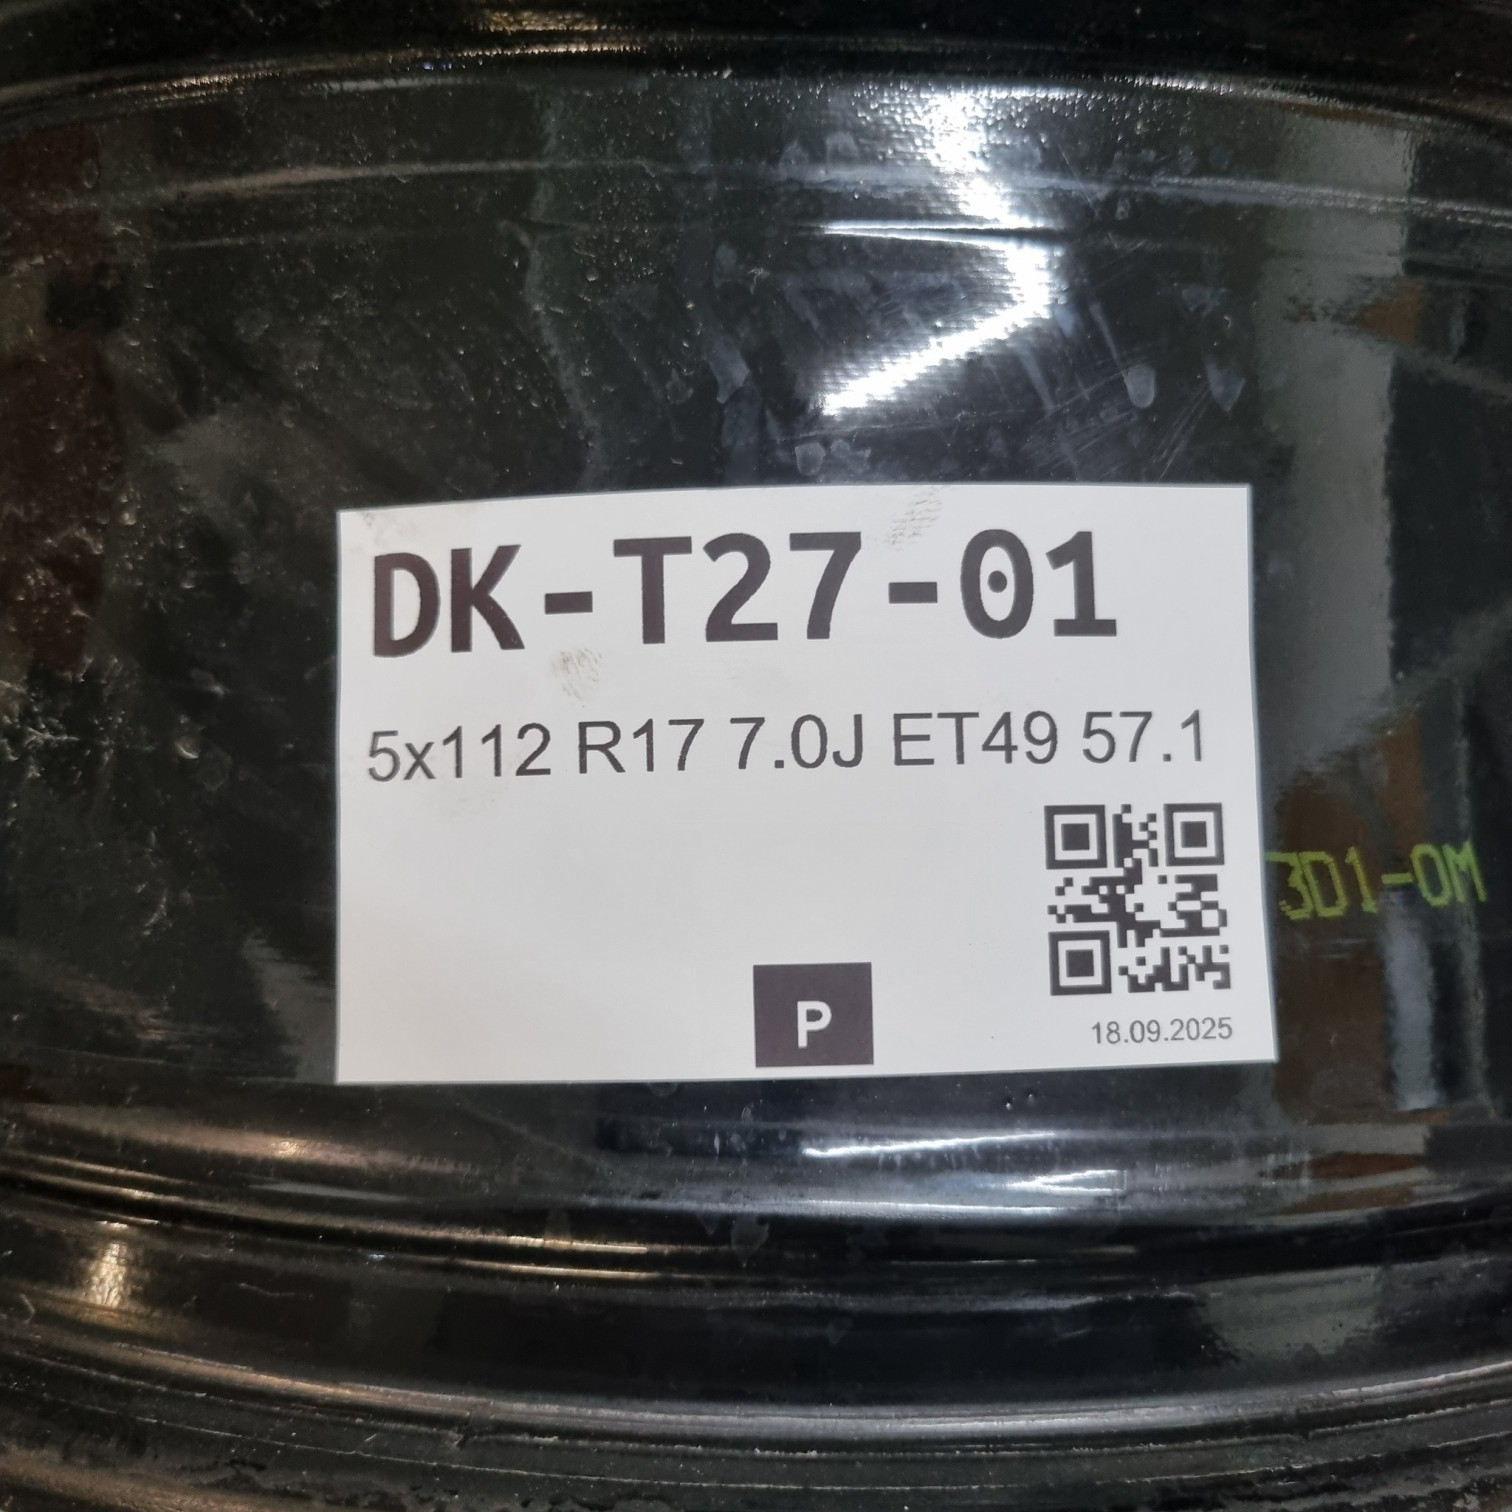 DK-T27-01
5x112 R17 7.0J ET49 57.1
3D1-0M
P
18.09.2025